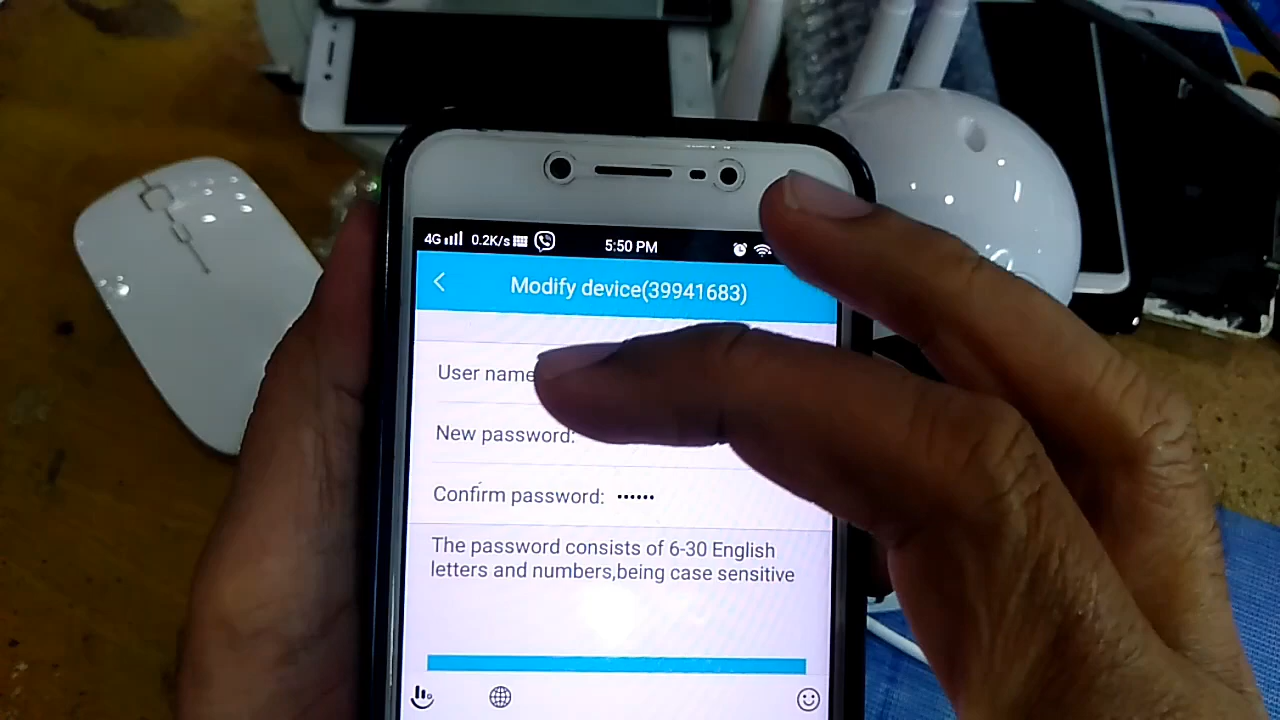 4G 0.2K/s 5:50 PM
Modify device(39941683)
User name
New password:
Confirm password: ••••••
The password consists of 6-30 English
letters and numbers,being case sensitive